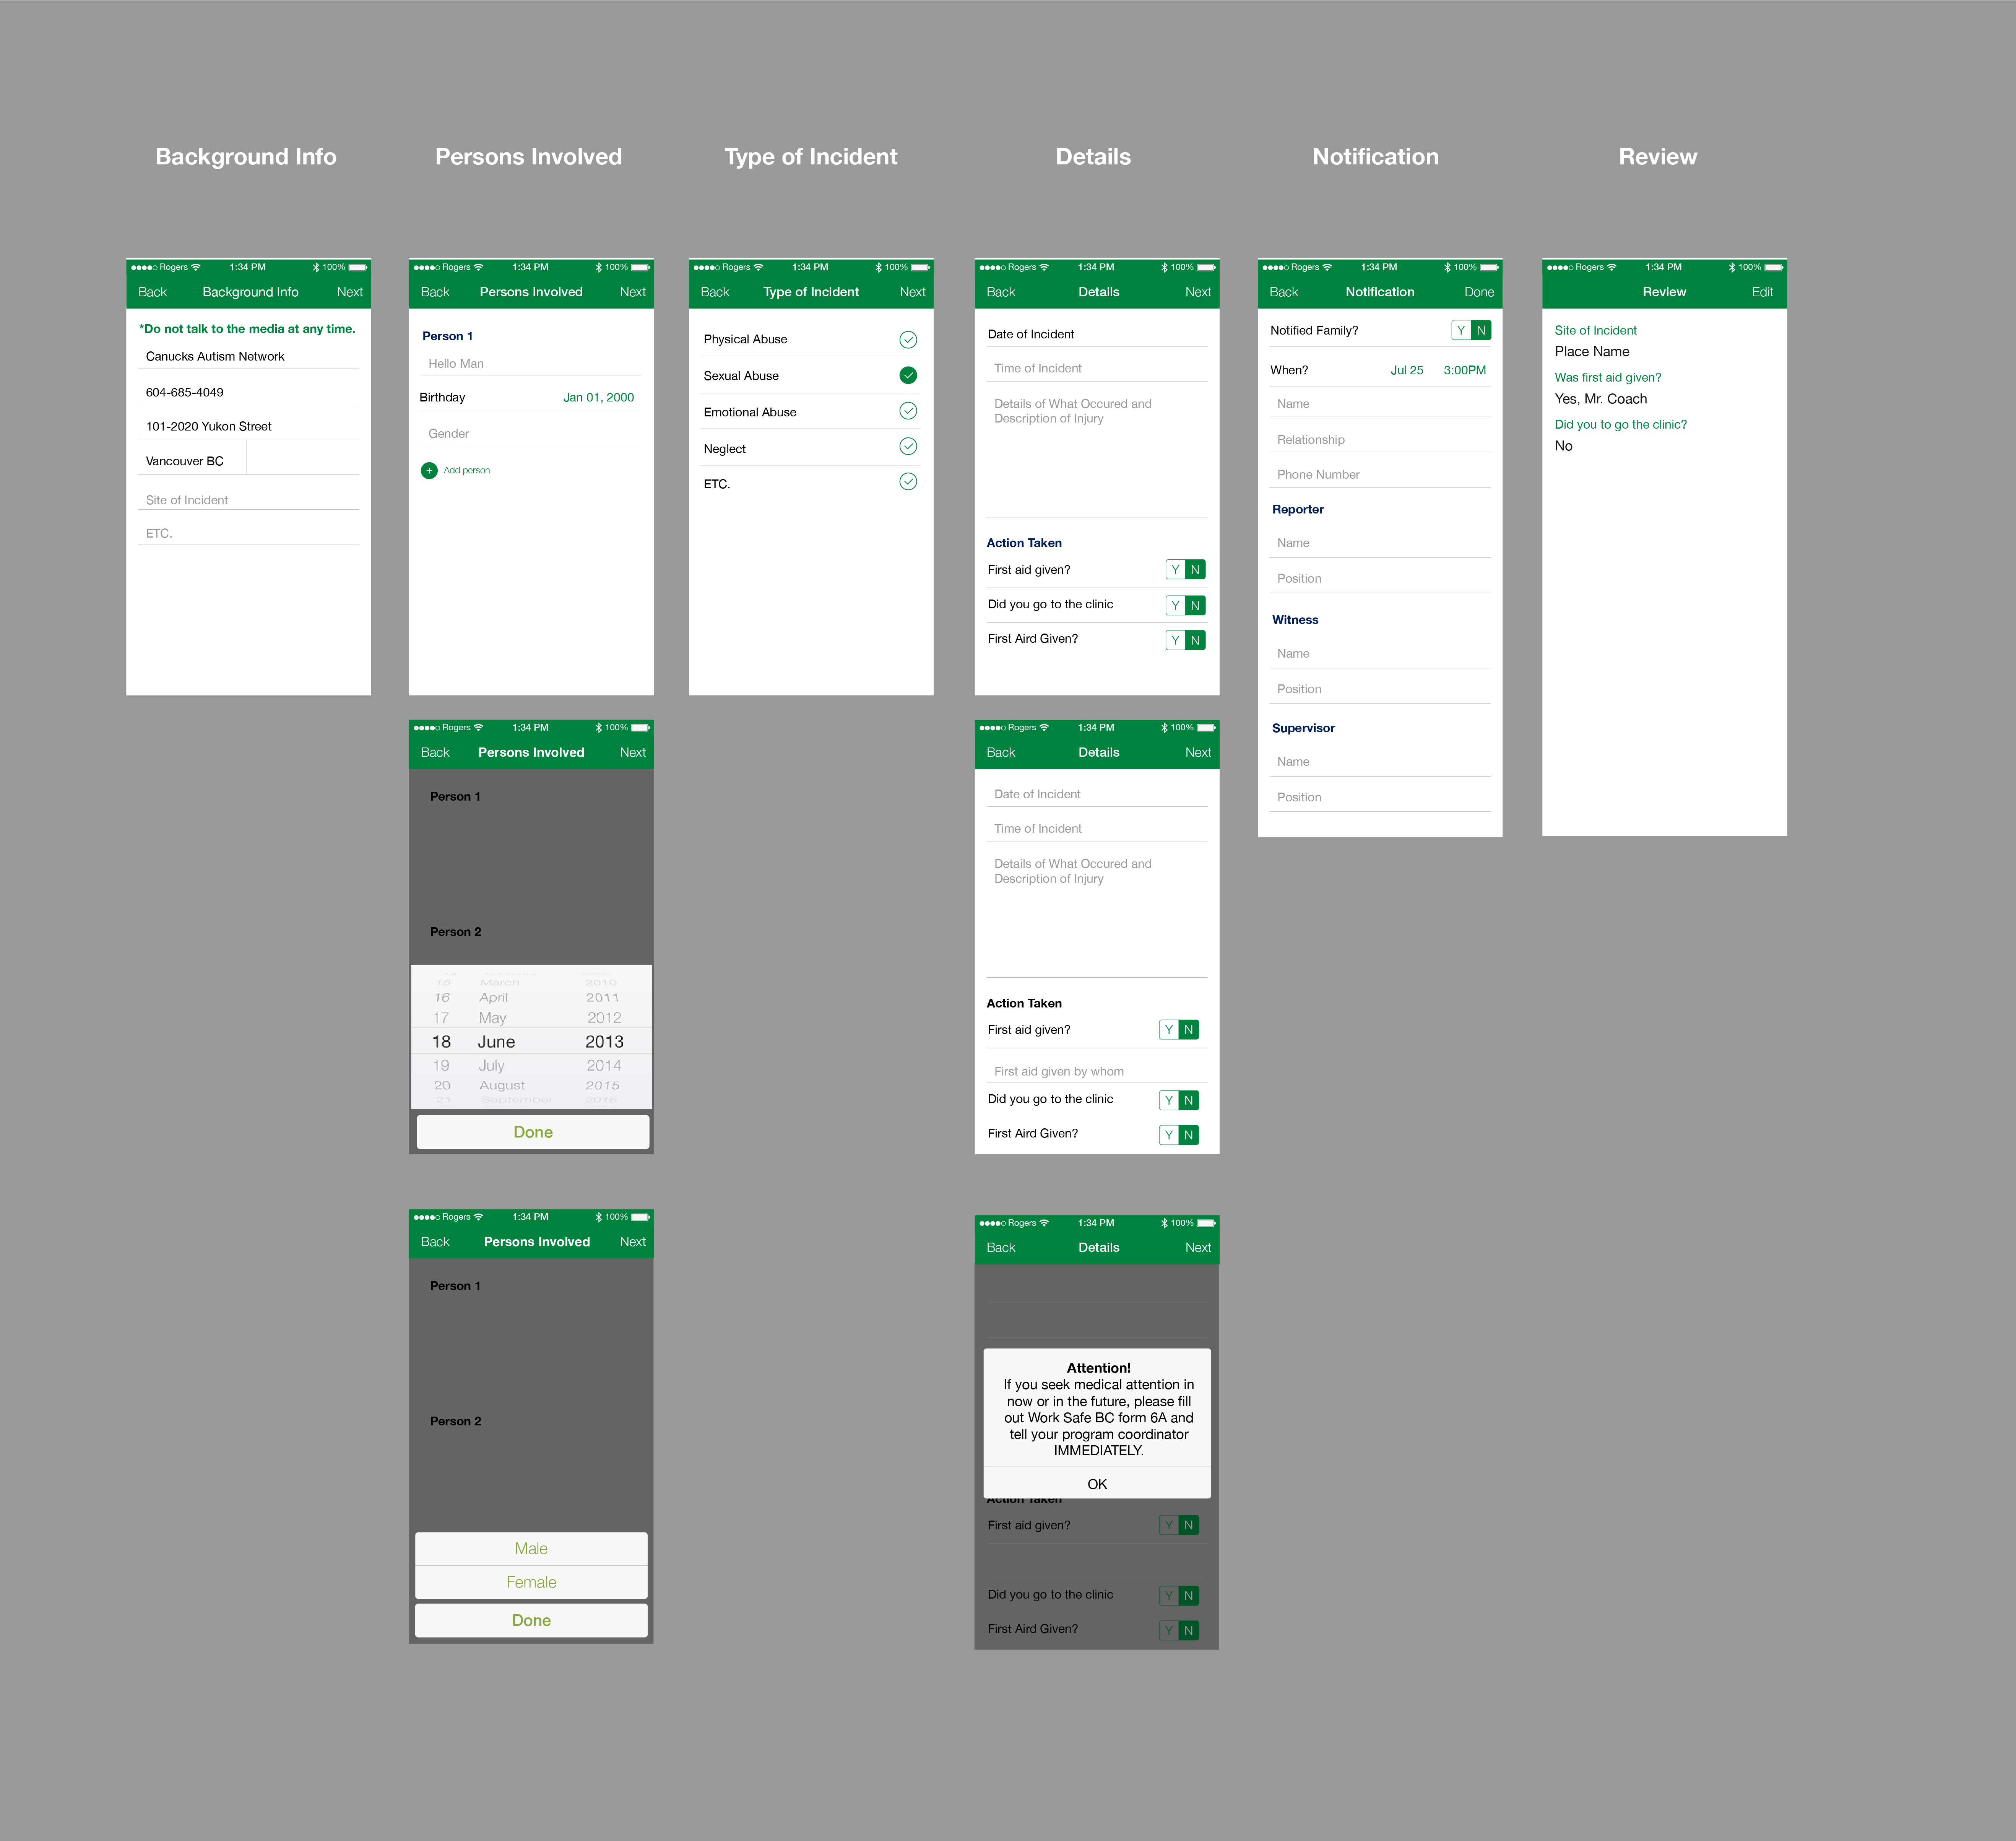 Background Info
Persons Involved
Type of Incident
Details
Notification
Review
Rogers 1:34 PM 100%
Back Background Info Next
*Do not talk to the media at any time.
Canucks Autism Network
604-685-4049
101-2020 Yukon Street
Vancouver BC
Site of Incident
ETC.
Rogers 1:34 PM 100%
Back Persons Involved Next
Person 1
Hello Man
Birthday Jan 01, 2000
Gender
+ Add person
Rogers 1:34 PM 100%
Back Type of Incident Next
Physical Abuse
Sexual Abuse
Emotional Abuse
Neglect
ETC.
Rogers 1:34 PM 100%
Back Details Next
Date of Incident
Time of Incident
Details of What Occured and
Description of Injury
Action Taken
First aid given? Y N
Did you go to the clinic Y N
First Aird Given? Y N
Rogers 1:34 PM 100%
Back Notification Done
Notified Family? Y N
When? Jul 25 3:00PM
Name
Relationship
Phone Number
Reporter
Name
Position
Witness
Name
Position
Supervisor
Name
Position
Rogers 1:34 PM 100%
Review Edit
Site of Incident
Place Name
Was first aid given?
Yes, Mr. Coach
Did you to go the clinic?
No
Rogers 1:34 PM 100%
Back Persons Involved Next
Person 1
Person 2
15 March 2010
16 April 2011
17 May 2012
18 June 2013
19 July 2014
20 August 2015
21 September 2016
Done
Rogers 1:34 PM 100%
Back Details Next
Date of Incident
Time of Incident
Details of What Occured and
Description of Injury
Action Taken
First aid given? Y N
First aid given by whom
Did you go to the clinic Y N
First Aird Given? Y N
Rogers 1:34 PM 100%
Back Persons Involved Next
Person 1
Person 2
Male
Female
Done
Rogers 1:34 PM 100%
Back Details Next
Attention!
If you seek medical attention in
now or in the future, please fill
out Work Safe BC form 6A and
tell your program coordinator
IMMEDIATELY.
OK
Action Taken
First aid given? Y N
Did you go to the clinic Y N
First Aird Given? Y N